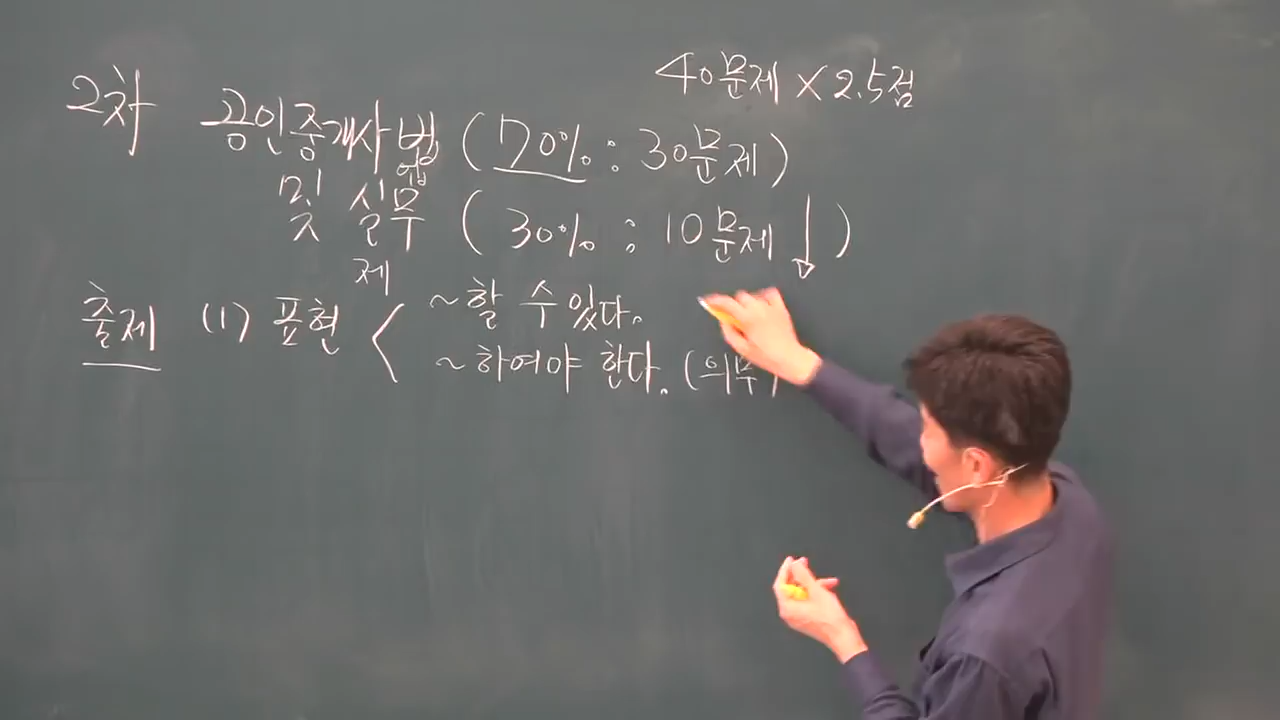 40문제 × 2.5점
2차 공인중개사법 (70% : 30문제)
및 실무 (30% : 10문제 ↓)
제
출제 (1) 표현 < ~할 수 있다.
~하여야 한다. (의무)